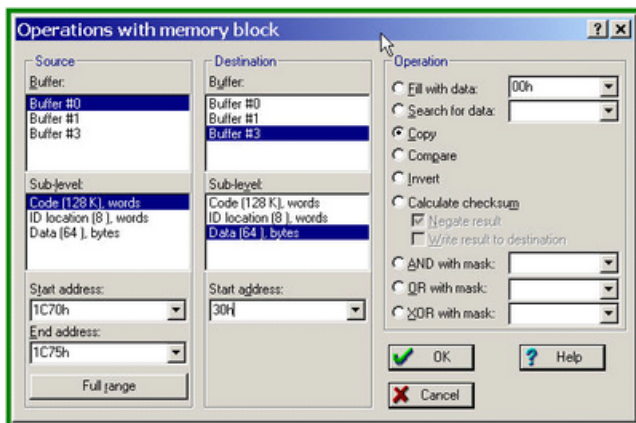 Operations with memory block
Source
Buffer:
Buffer #0
Buffer #1
Buffer #3
Sub-level:
Code (128 K), words
ID location (8 ), words
Data (64 ), bytes
Start address:
1C70h
End address:
1C75h
Full range
Destination
Buffer:
Buffer #0
Buffer #1
Buffer #3
Sub-level:
Code (128 K), words
ID location (8 ), words
Data (64 ), bytes
Start address:
30h
Operation
Fill with data: 00h
Search for data:
Copy
Compare
Invert
Calculate checksum
Negate result
Write result to destination
AND with mask:
OR with mask:
XOR with mask:
OK
? Help
Cancel